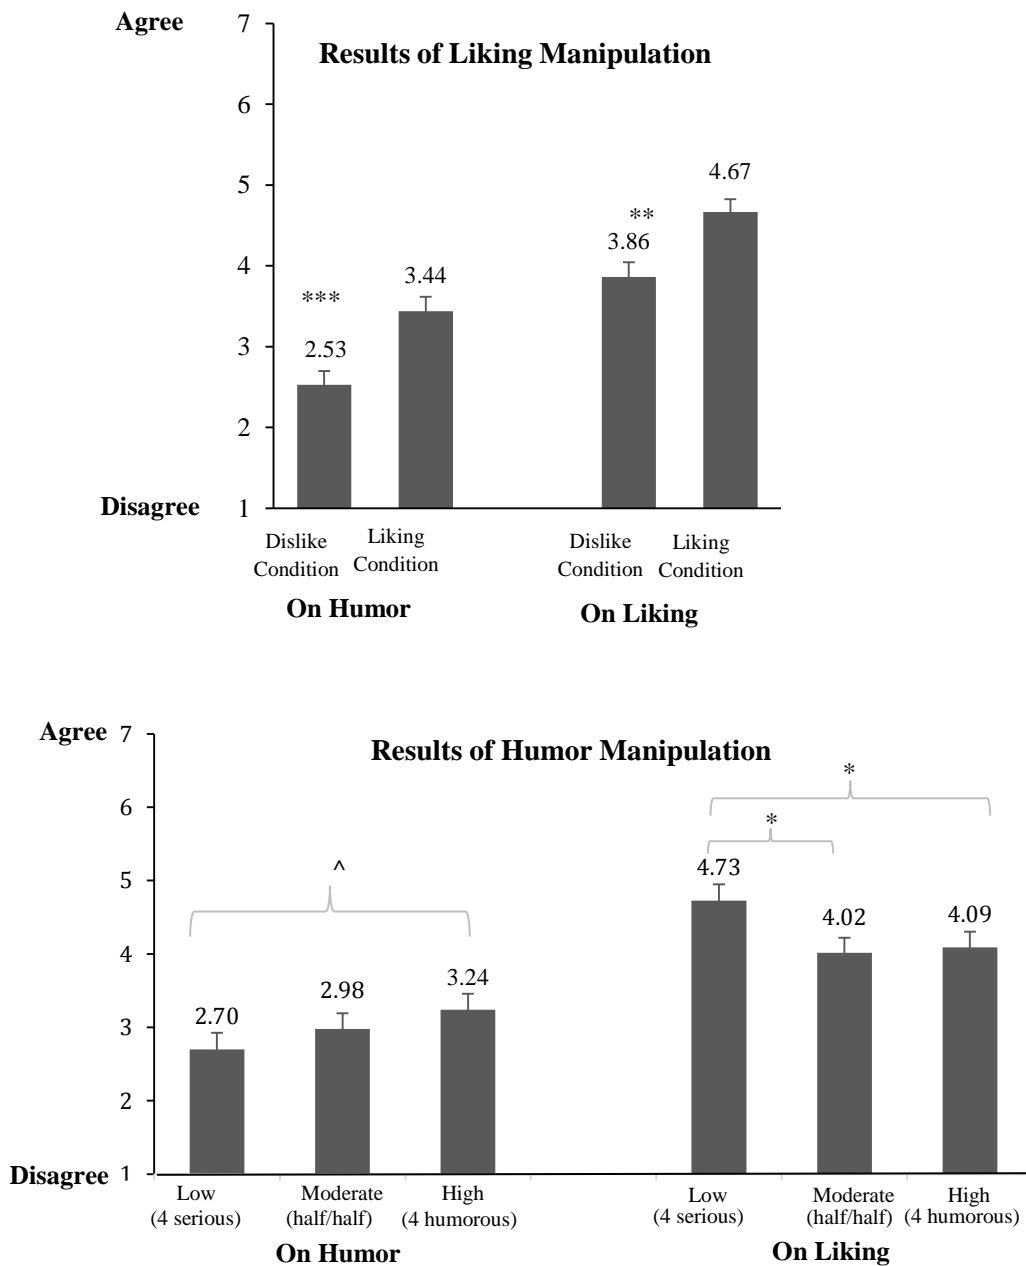 Agree
7
Results of Liking Manipulation
6
5
4.67
**
3.86
4
3.44
***
3
2.53
2
Disagree
1
Dislike Condition
Liking Condition
Dislike Condition
Liking Condition
On Humor
On Liking
Agree
7
Results of Humor Manipulation
*
6
*
5
^
4.73
4.02
4.09
4
3.24
2.98
2.70
3
2
Disagree
1
Low
(4 serious)
Moderate
(half/half)
High
(4 humorous)
Low
(4 serious)
Moderate
(half/half)
High
(4 humorous)
On Humor
On Liking